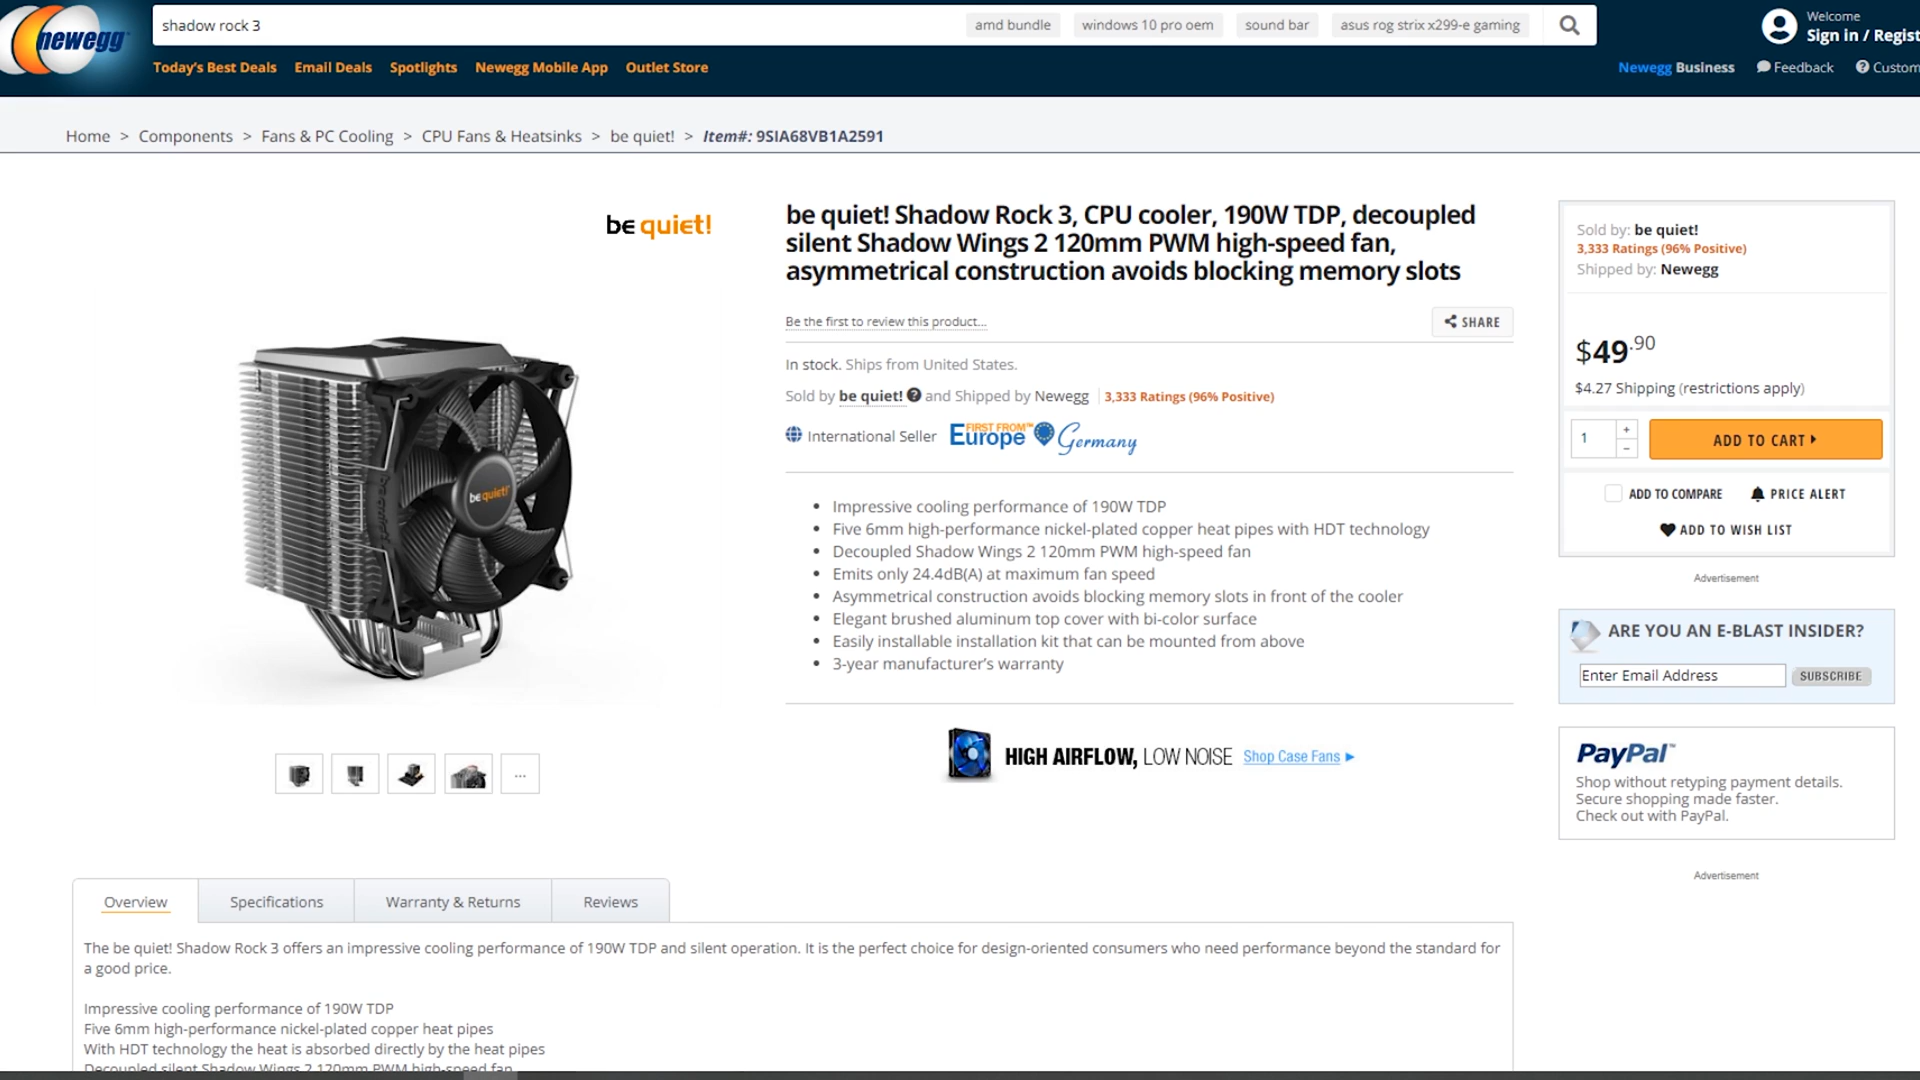 newegg
shadow rock 3
amd bundle
windows 10 pro oem
sound bar
asus rog strix x299-e gaming
Welcome
Sign in / Regist
Today's Best Deals
Email Deals
Spotlights
Newegg Mobile App
Outlet Store
Newegg Business
Feedback
Custom
Home > Components > Fans & PC Cooling > CPU Fans & Heatsinks > be quiet! > Item#: 9SIA68VB1A2591
be quiet!
be quiet!
be quiet! Shadow Rock 3, CPU cooler, 190W TDP, decoupled
silent Shadow Wings 2 120mm PWM high-speed fan,
asymmetrical construction avoids blocking memory slots
Be the first to review this product...
SHARE
In stock. Ships from United States.
Sold by be quiet! ? and Shipped by Newegg | 3,333 Ratings (96% Positive)
International Seller
FIRST FROM™
Europe
Germany
• Impressive cooling performance of 190W TDP
• Five 6mm high-performance nickel-plated copper heat pipes with HDT technology
• Decoupled Shadow Wings 2 120mm PWM high-speed fan
• Emits only 24.4dB(A) at maximum fan speed
• Asymmetrical construction avoids blocking memory slots in front of the cooler
• Elegant brushed aluminum top cover with bi-color surface
• Easily installable installation kit that can be mounted from above
• 3-year manufacturer's warranty
HIGH AIRFLOW, LOW NOISE Shop Case Fans ▶
...
Sold by: be quiet!
3,333 Ratings (96% Positive)
Shipped by: Newegg
$49.90
$4.27 Shipping (restrictions apply)
1
+
−
ADD TO CART
ADD TO COMPARE
PRICE ALERT
ADD TO WISH LIST
Advertisement
ARE YOU AN E-BLAST INSIDER?
Enter Email Address
SUBSCRIBE
PayPal™
Shop without retyping payment details.
Secure shopping made faster.
Check out with PayPal.
Advertisement
Overview
Specifications
Warranty & Returns
Reviews
The be quiet! Shadow Rock 3 offers an impressive cooling performance of 190W TDP and silent operation. It is the perfect choice for design-oriented consumers who need performance beyond the standard for
a good price.
Impressive cooling performance of 190W TDP
Five 6mm high-performance nickel-plated copper heat pipes
With HDT technology the heat is absorbed directly by the heat pipes
Decoupled silent Shadow Wings 2 120mm PWM high-speed fan